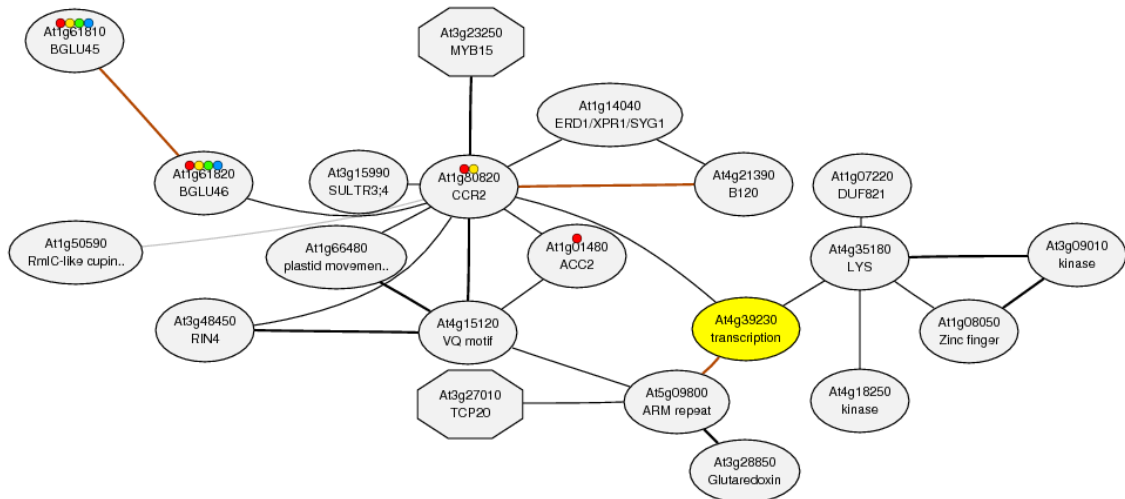 At1g61810
BGLU45
At3g23250
MYB15
At1g14040
ERD1/XPR1/SYG1
At1g61820
BGLU46
At3g15990
SULTR3;4
At1g80820
CCR2
At4g21390
B120
At1g07220
DUF821
At1g50590
RmlC-like cupin..
At1g66480
plastid movemen..
At1g01480
ACC2
At4g35180
LYS
At3g09010
kinase
At3g48450
RIN4
At4g15120
VQ motif
At4g39230
transcription
At1g08050
Zinc finger
At3g27010
TCP20
At5g09800
ARM repeat
At4g18250
kinase
At3g28850
Glutaredoxin